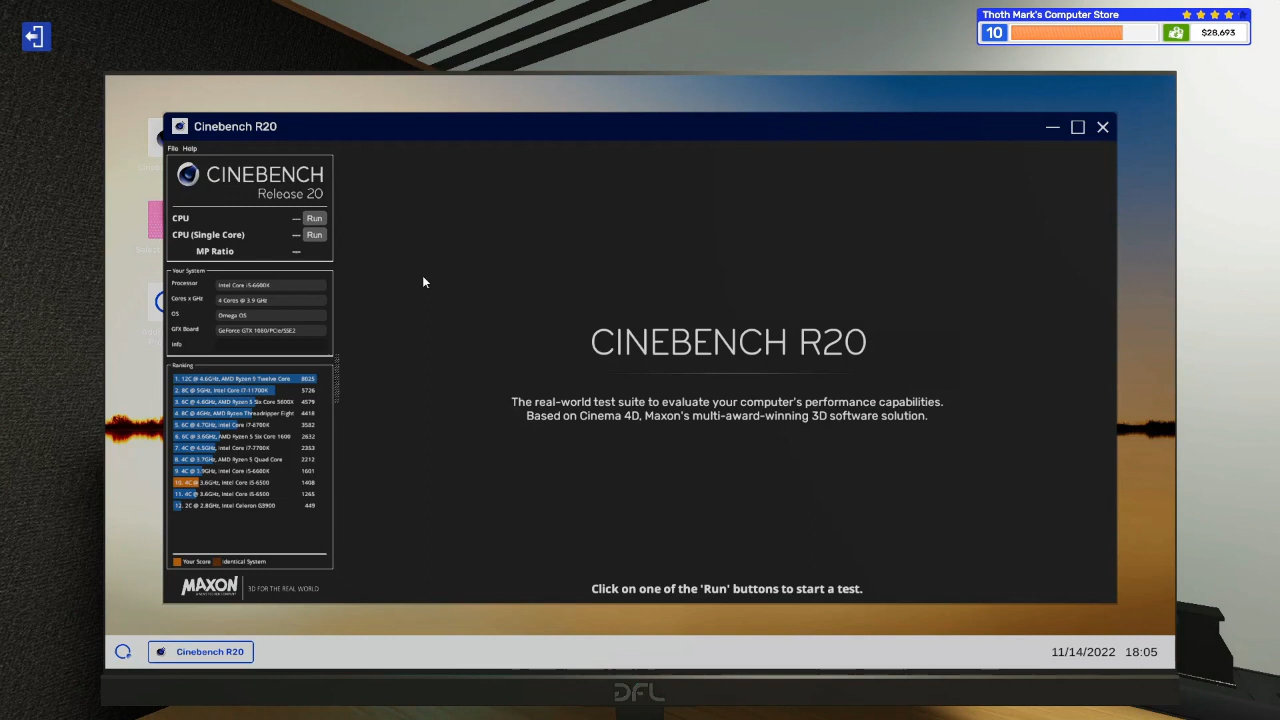 Thoth Mark's Computer Store
10
$28,693
Cinebench R20
File Help
CINEBENCH
Release 20
CPU --- Run
CPU (Single Core) --- Run
MP Ratio ---
Your System
Processor Intel Core i5-6600K
Cores x GHz 4 Cores @ 3.9 GHz
OS Omega OS
GFX Board GeForce GTX 1080/PCIe/SSE2
Info
Ranking
1. 12C @ 4.6GHz, AMD Ryzen 9 Twelve Core 8025
2. 8C @ 5GHz, Intel Core i7-11700K 5726
3. 6C @ 4.6GHz, AMD Ryzen 5 Six Core 5600X 4579
4. 8C @ 4GHz, AMD Ryzen Threadripper Eight 4418
5. 6C @ 4.7GHz, Intel Core i7-8700K 3582
6. 6C @ 3.6GHz, AMD Ryzen 5 Six Core 1600 2632
7. 4C @ 4.5GHz, Intel Core i7-7700K 2353
8. 4C @ 3.7GHz, AMD Ryzen 5 Quad Core 2212
9. 4C @ 3.9GHz, Intel Core i5-6600K 1601
10. 4C @ 3.6GHz, Intel Core i5-6500 1408
11. 4C @ 3.6GHz, Intel Core i5-6500 1265
12. 2C @ 2.8GHz, Intel Celeron G3900 449
Your Score Identical System
MAXON 3D FOR THE REAL WORLD
CINEBENCH R20
The real-world test suite to evaluate your computer's performance capabilities.
Based on Cinema 4D, Maxon's multi-award-winning 3D software solution.
Click on one of the 'Run' buttons to start a test.
Cinebench R20
11/14/2022 18:05
DFL